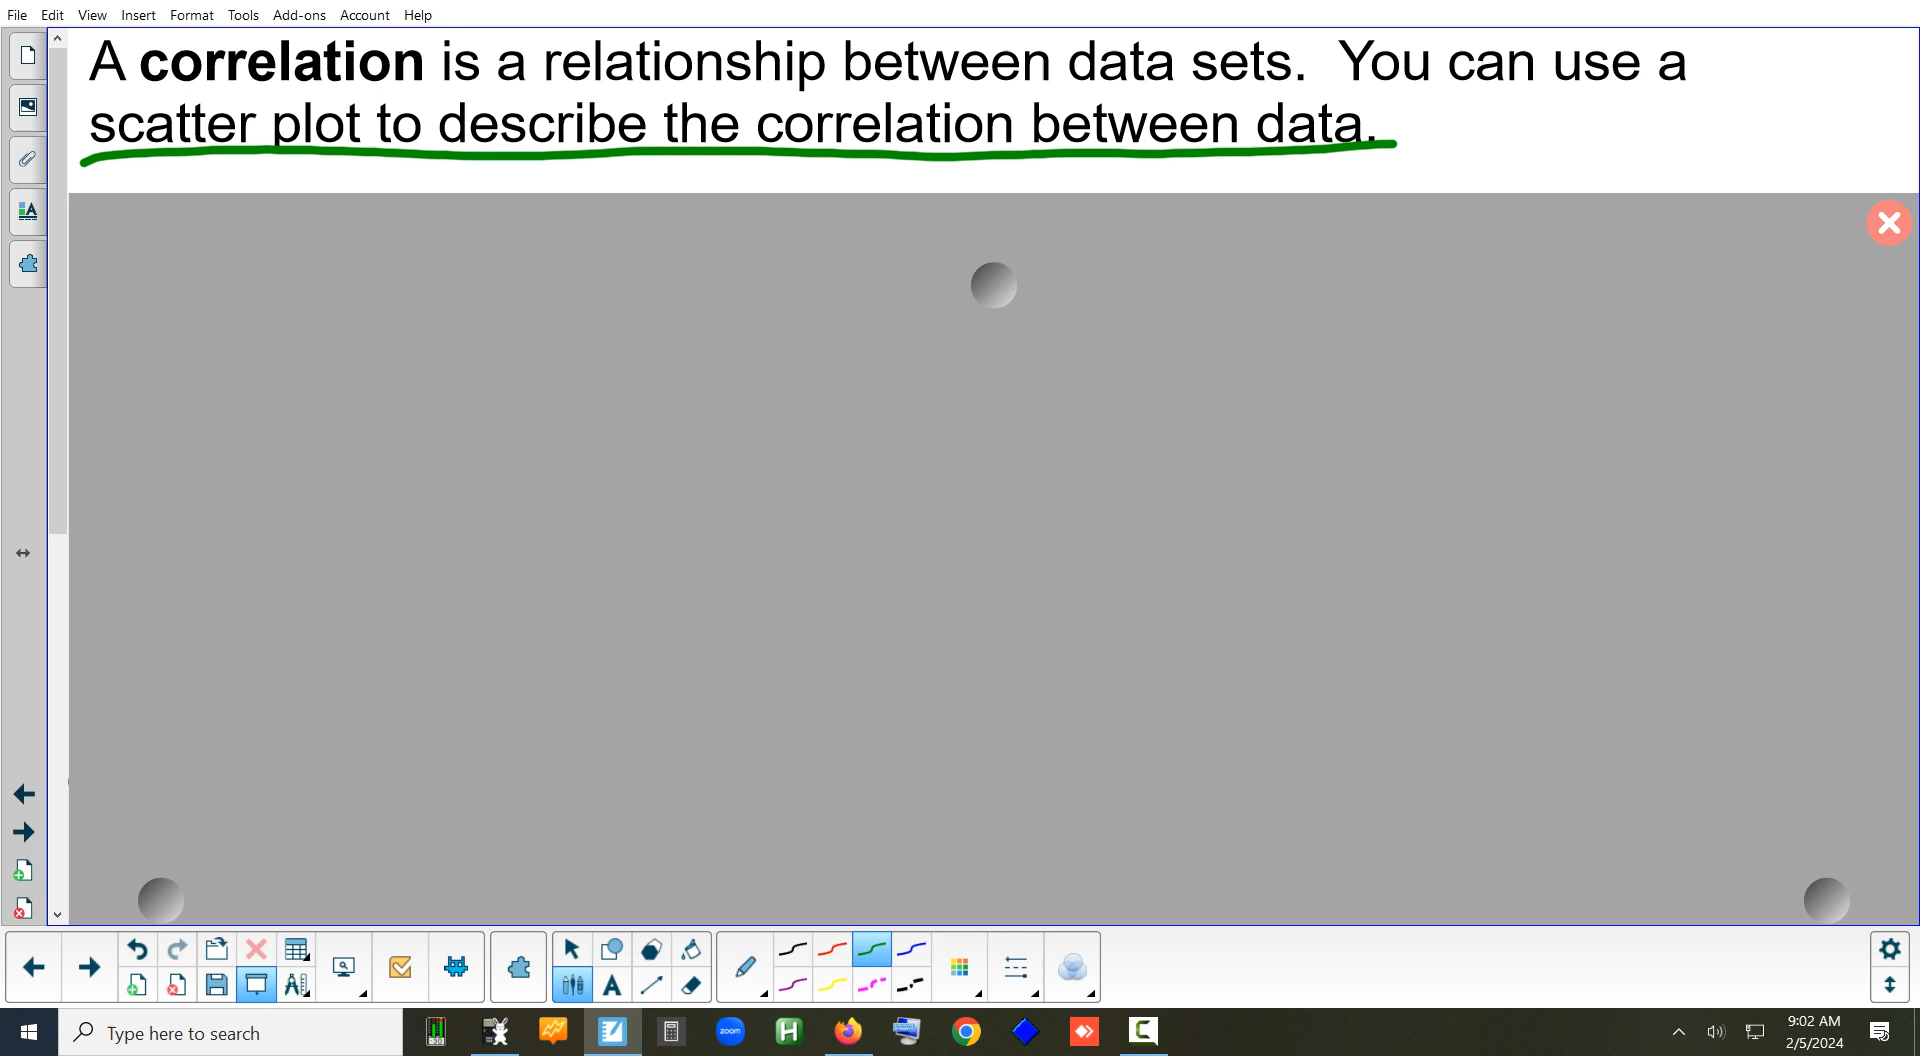 File Edit View Insert Format Tools Add-ons Account Help
A correlation is a relationship between data sets. You can use a
scatter plot to describe the correlation between data.
Type here to search
zoom
9:02 AM
2/5/2024